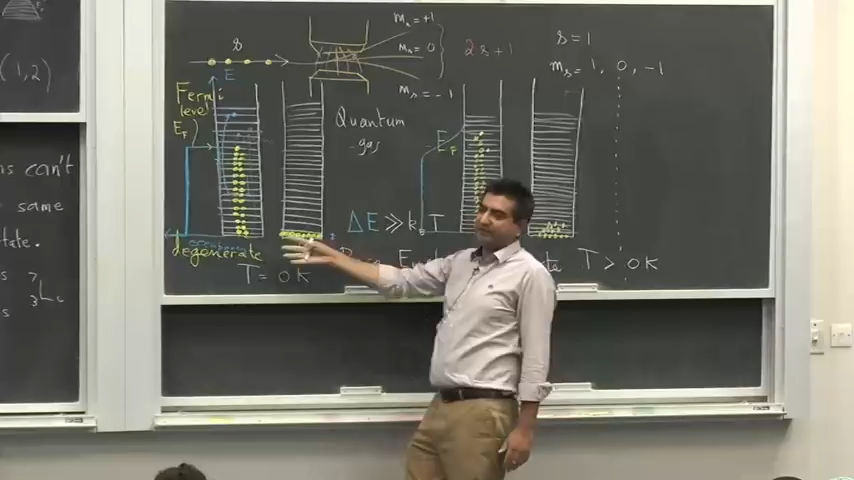 (1,2)
ns can't
same
tate.
s
m_s = +1
m_s = 0
m_s = -1
2s+1
s = 1
m_s = 1, 0, -1
E
Fermi
level
E_F
Quantum
gas
E_F
ΔE >> k T
degenerate
T = 0K
T > 0K